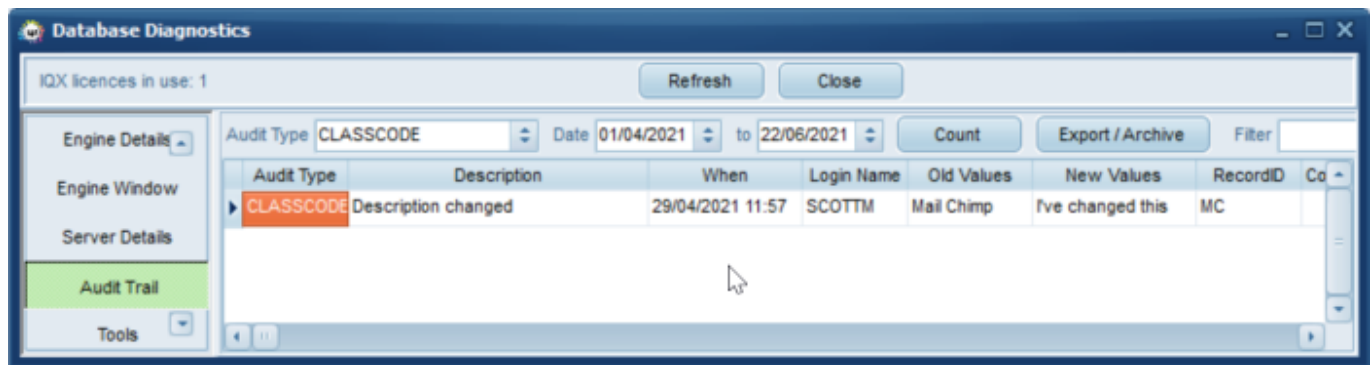 Database Diagnostics
IQX licences in use: 1 Refresh Close
Engine Details
Engine Window
Server Details
Audit Trail
Tools
Audit Type CLASSCODE Date 01/04/2021 to 22/06/2021 Count Export / Archive Filter
Audit Type Description When Login Name Old Values New Values RecordID Co
CLASSCODE Description changed 29/04/2021 11:57 SCOTTM Mail Chimp I've changed this MC